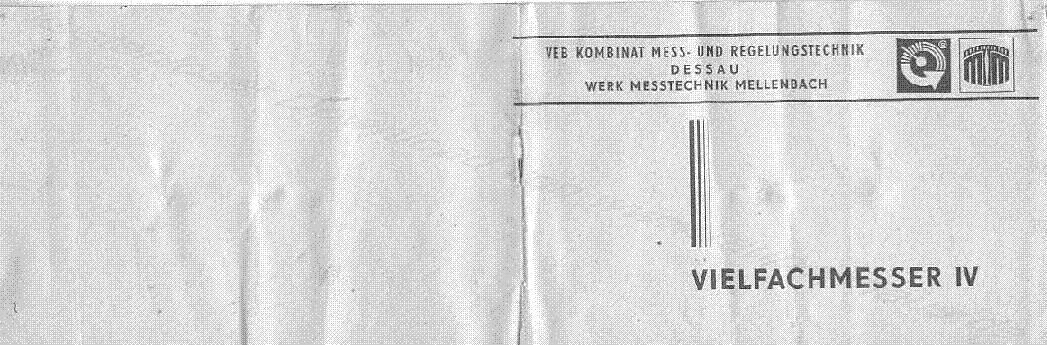 VEB KOMBINAT MESS- UND REGELUNGSTECHNIK
DESSAU
WERK MESSTECHNIK MELLENBACH
VIELFACHMESSER IV